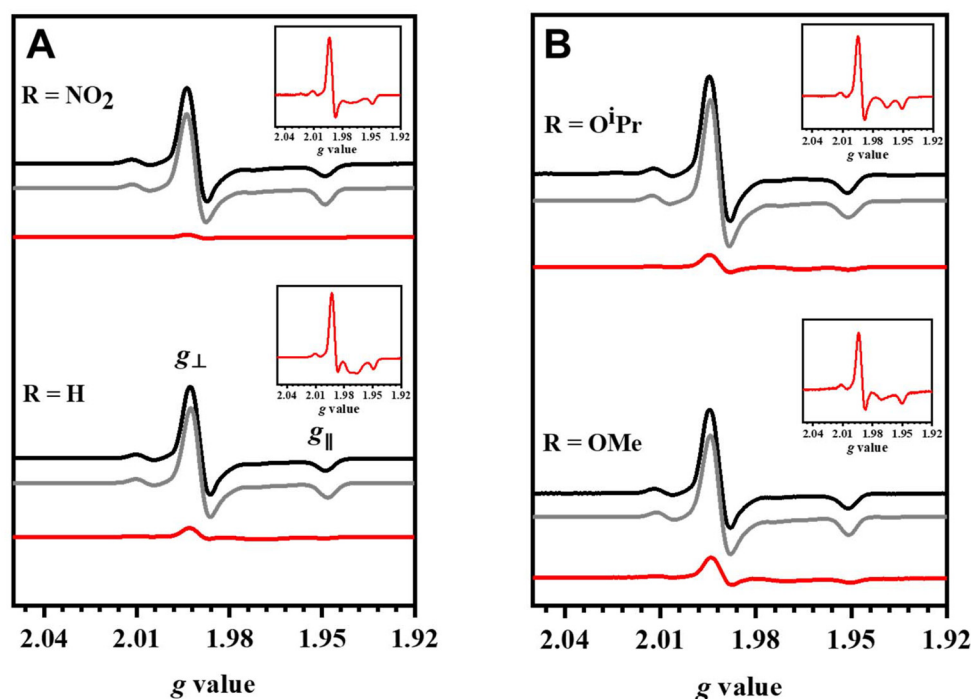 A
R = NO2
2.04 2.01 1.98 1.95 1.92
g value
g⊥
R = H
g∥
2.04 2.01 1.98 1.95 1.92
g value
2.04 2.01 1.98 1.95 1.92
g value
B
R = OiPr
2.04 2.01 1.98 1.95 1.92
g value
R = OMe
2.04 2.01 1.98 1.95 1.92
g value
2.04 2.01 1.98 1.95 1.92
g value